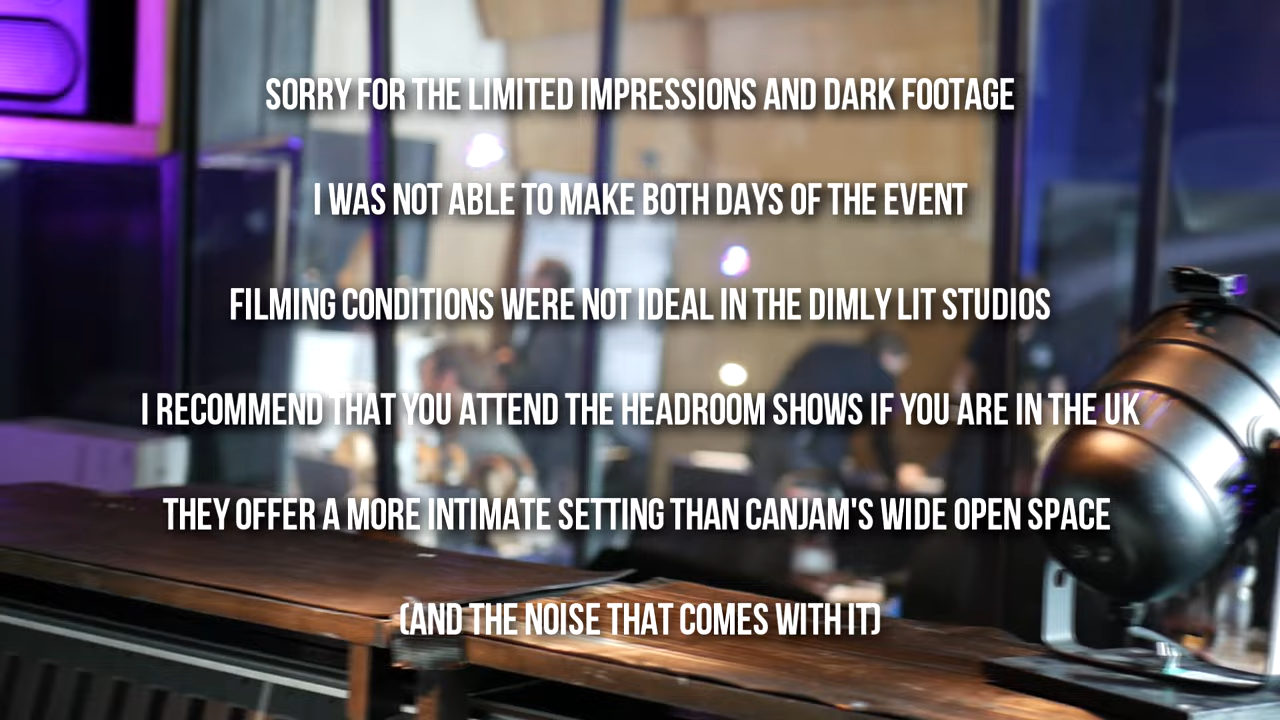 SORRY FOR THE LIMITED IMPRESSIONS AND DARK FOOTAGE
I WAS NOT ABLE TO MAKE BOTH DAYS OF THE EVENT
FILMING CONDITIONS WERE NOT IDEAL IN THE DIMLY LIT STUDIOS
I RECOMMEND THAT YOU ATTEND THE HEADROOM SHOWS IF YOU ARE IN THE UK
THEY OFFER A MORE INTIMATE SETTING THAN CANJAM'S WIDE OPEN SPACE
(AND THE NOISE THAT COMES WITH IT)